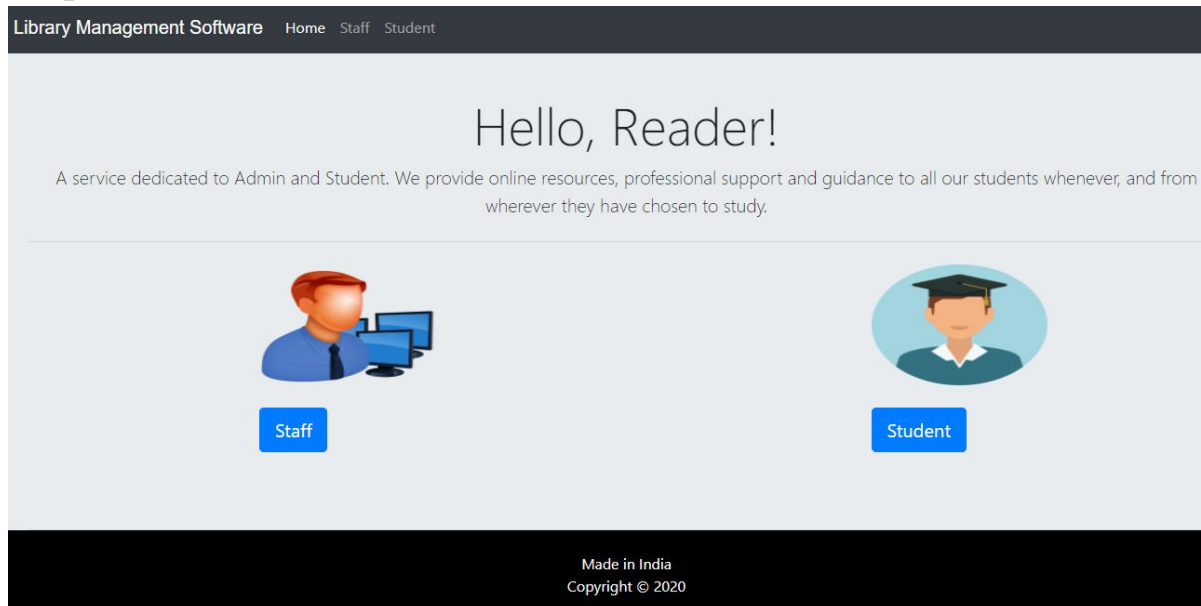 Library Management Software Home Staff Student
Hello, Reader!
A service dedicated to Admin and Student. We provide online resources, professional support and guidance to all our students whenever, and from
wherever they have chosen to study.
Staff Student
Made in India
Copyright © 2020